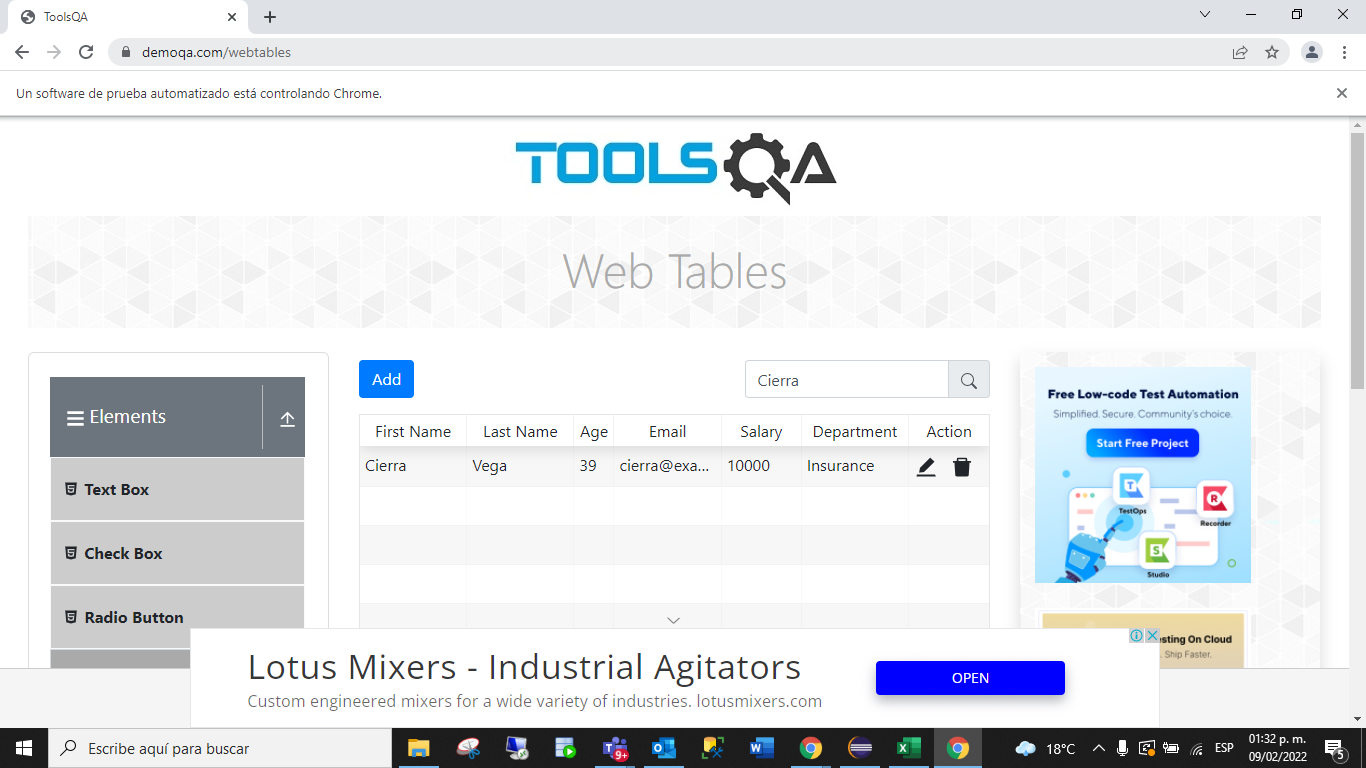 ToolsQA
demoqa.com/webtables
Un software de prueba automatizado está controlando Chrome.
TOOLSQA
Web Tables
Elements
Text Box
Check Box
Radio Button
Add
Cierra
First Name Last Name Age Email Salary Department Action
Cierra Vega 39 cierra@exa... 10000 Insurance
Free Low-code Test Automation
Simplified. Secure. Community's choice.
Start Free Project
TestOps
Recorder
Studio
esting On Cloud
. Ship Faster.
Lotus Mixers - Industrial Agitators
Custom engineered mixers for a wide variety of industries. lotusmixers.com
OPEN
Escribe aquí para buscar
9+
18°C
ESP
01:32 p. m.
09/02/2022
5